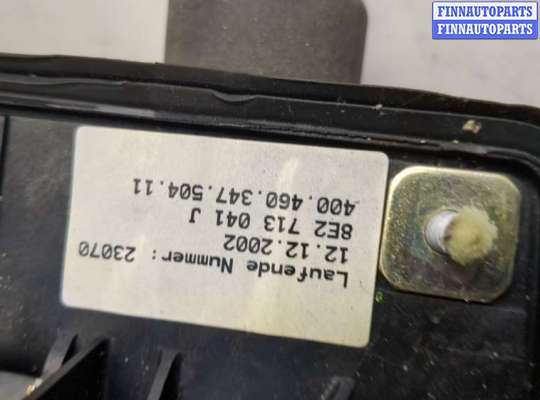 FINNAUTOPARTS
FINNAUTOPARTS
Laufende Nummer: 23070
12.12.2002
8E2 713 041 J
400.460.347.504.11